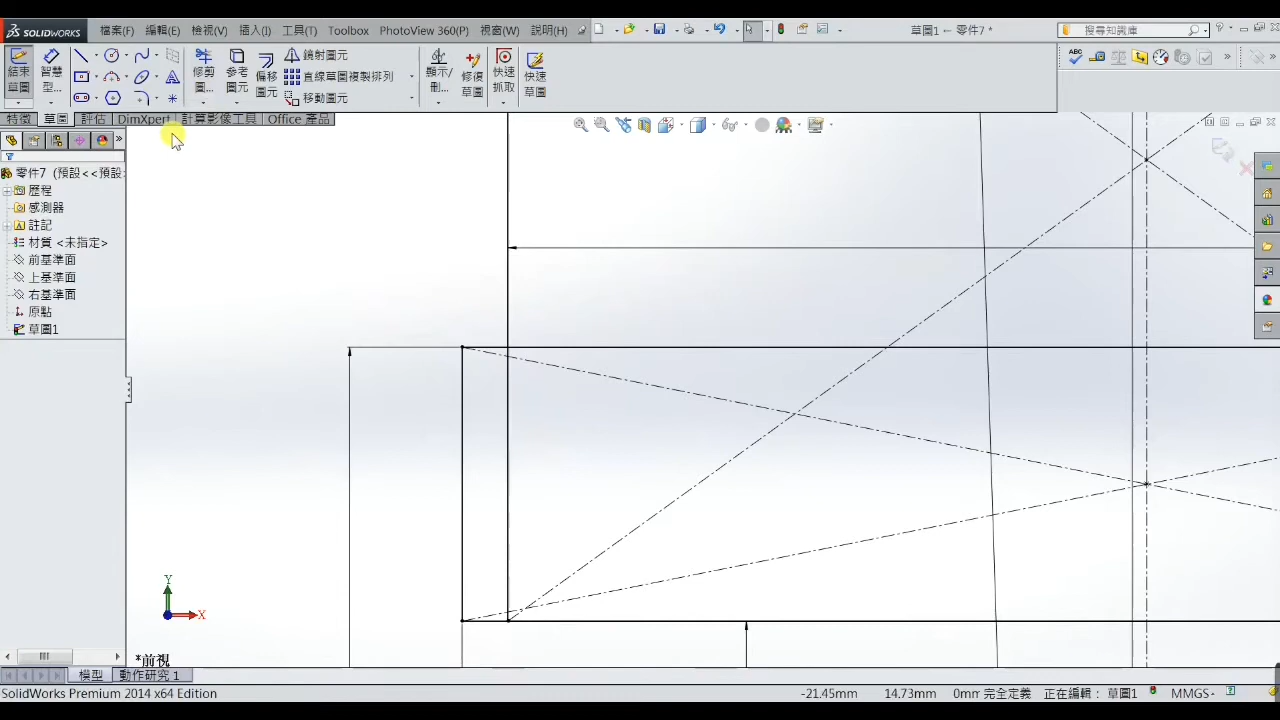 SOLIDWORKS 檔案(F) 編輯(E) 檢視(V) 插入(I) 工具(T) Toolbox PhotoView 360(P) 視窗(W) 說明(H) 草圖1 ← 零件7 * 搜尋知識庫
結束草圖 智慧型... 修剪圖... 參考圖元 偏移圖元 鏡射圖元 直線草圖複製排列 移動圖元 顯示/刪... 修復草圖 快速抓取 快速草圖
特徵 草圖 評估 DimXpert 計算影像工具 Office 產品
零件7 (預設<<預設>
歷程
感測器
註記
材質 <未指定>
前基準面
上基準面
右基準面
原點
草圖1
Y
X
*前視
模型 動作研究 1
SolidWorks Premium 2014 x64 Edition -21.45mm 14.73mm 0mm 完全定義 正在編輯： 草圖1 MMGS